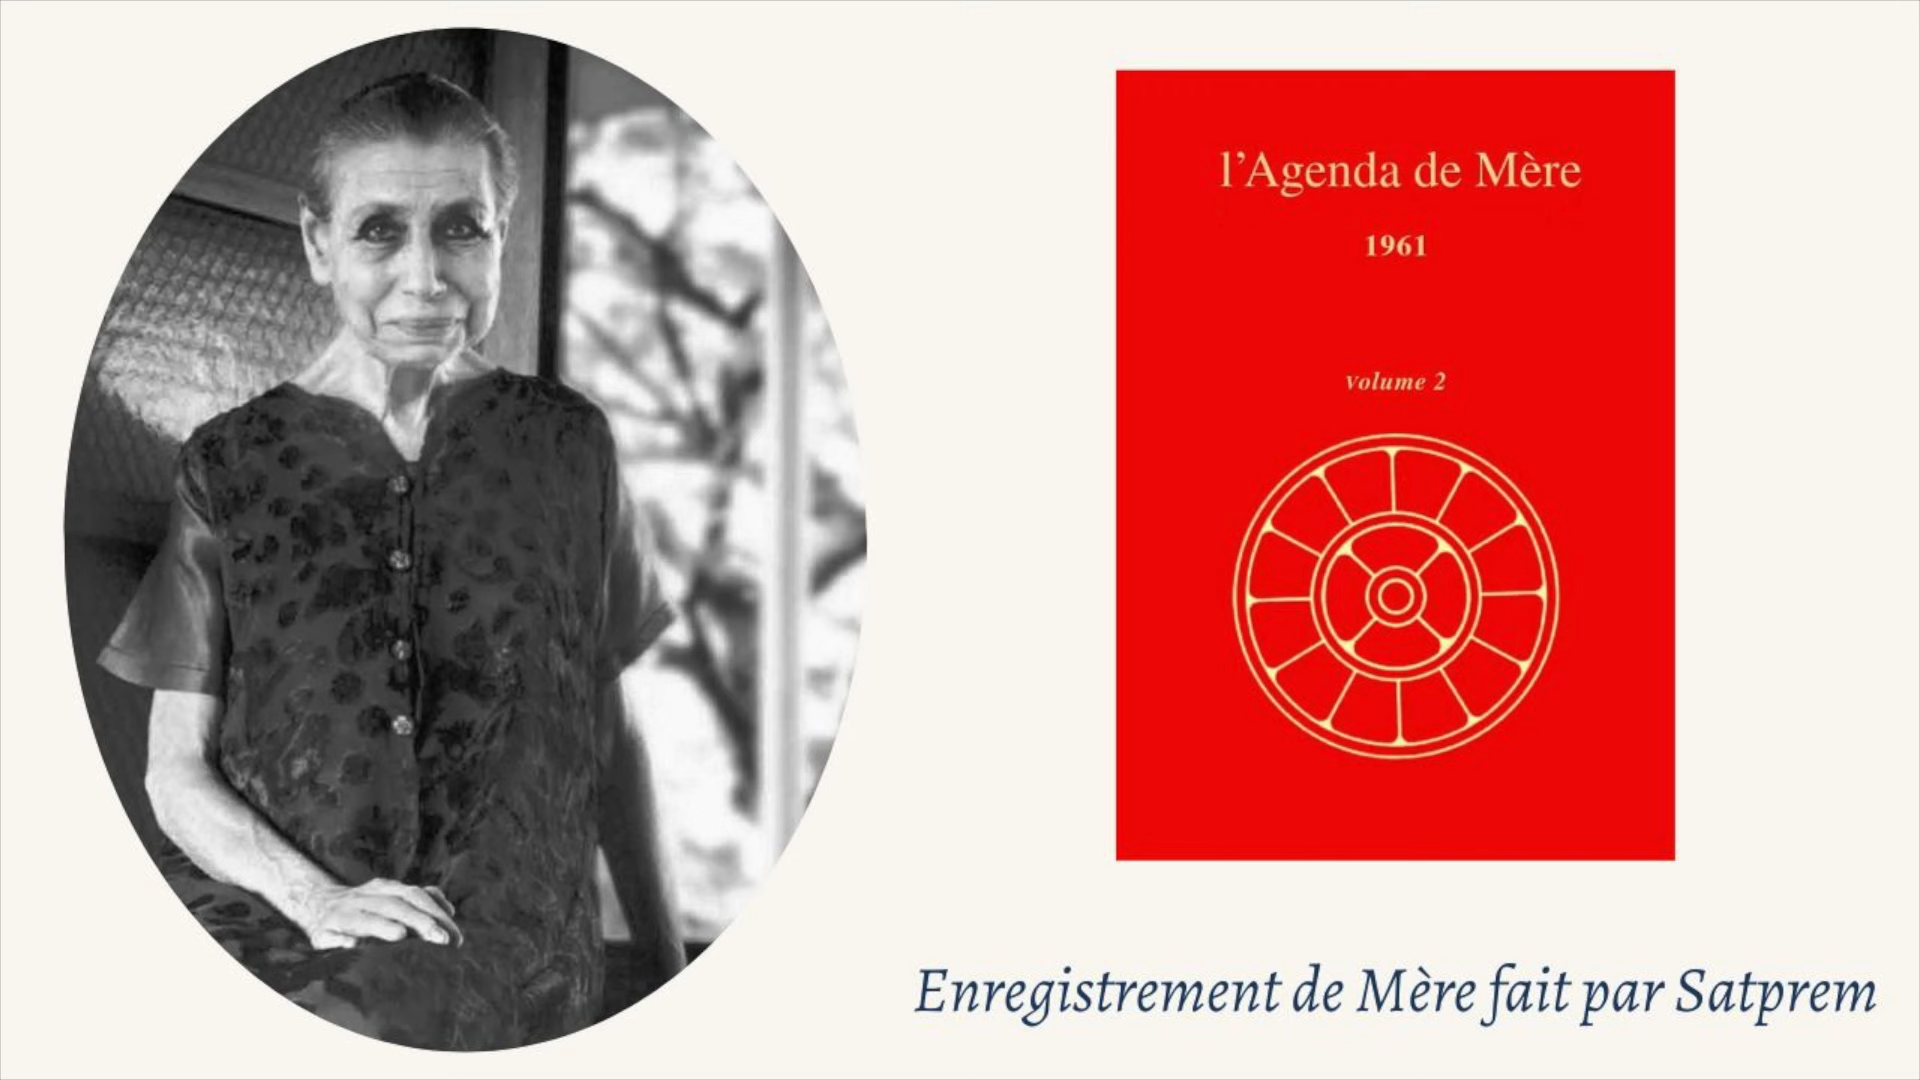 l’Agenda de Mère
1961
volume 2
Enregistrement de Mère fait par Satprem